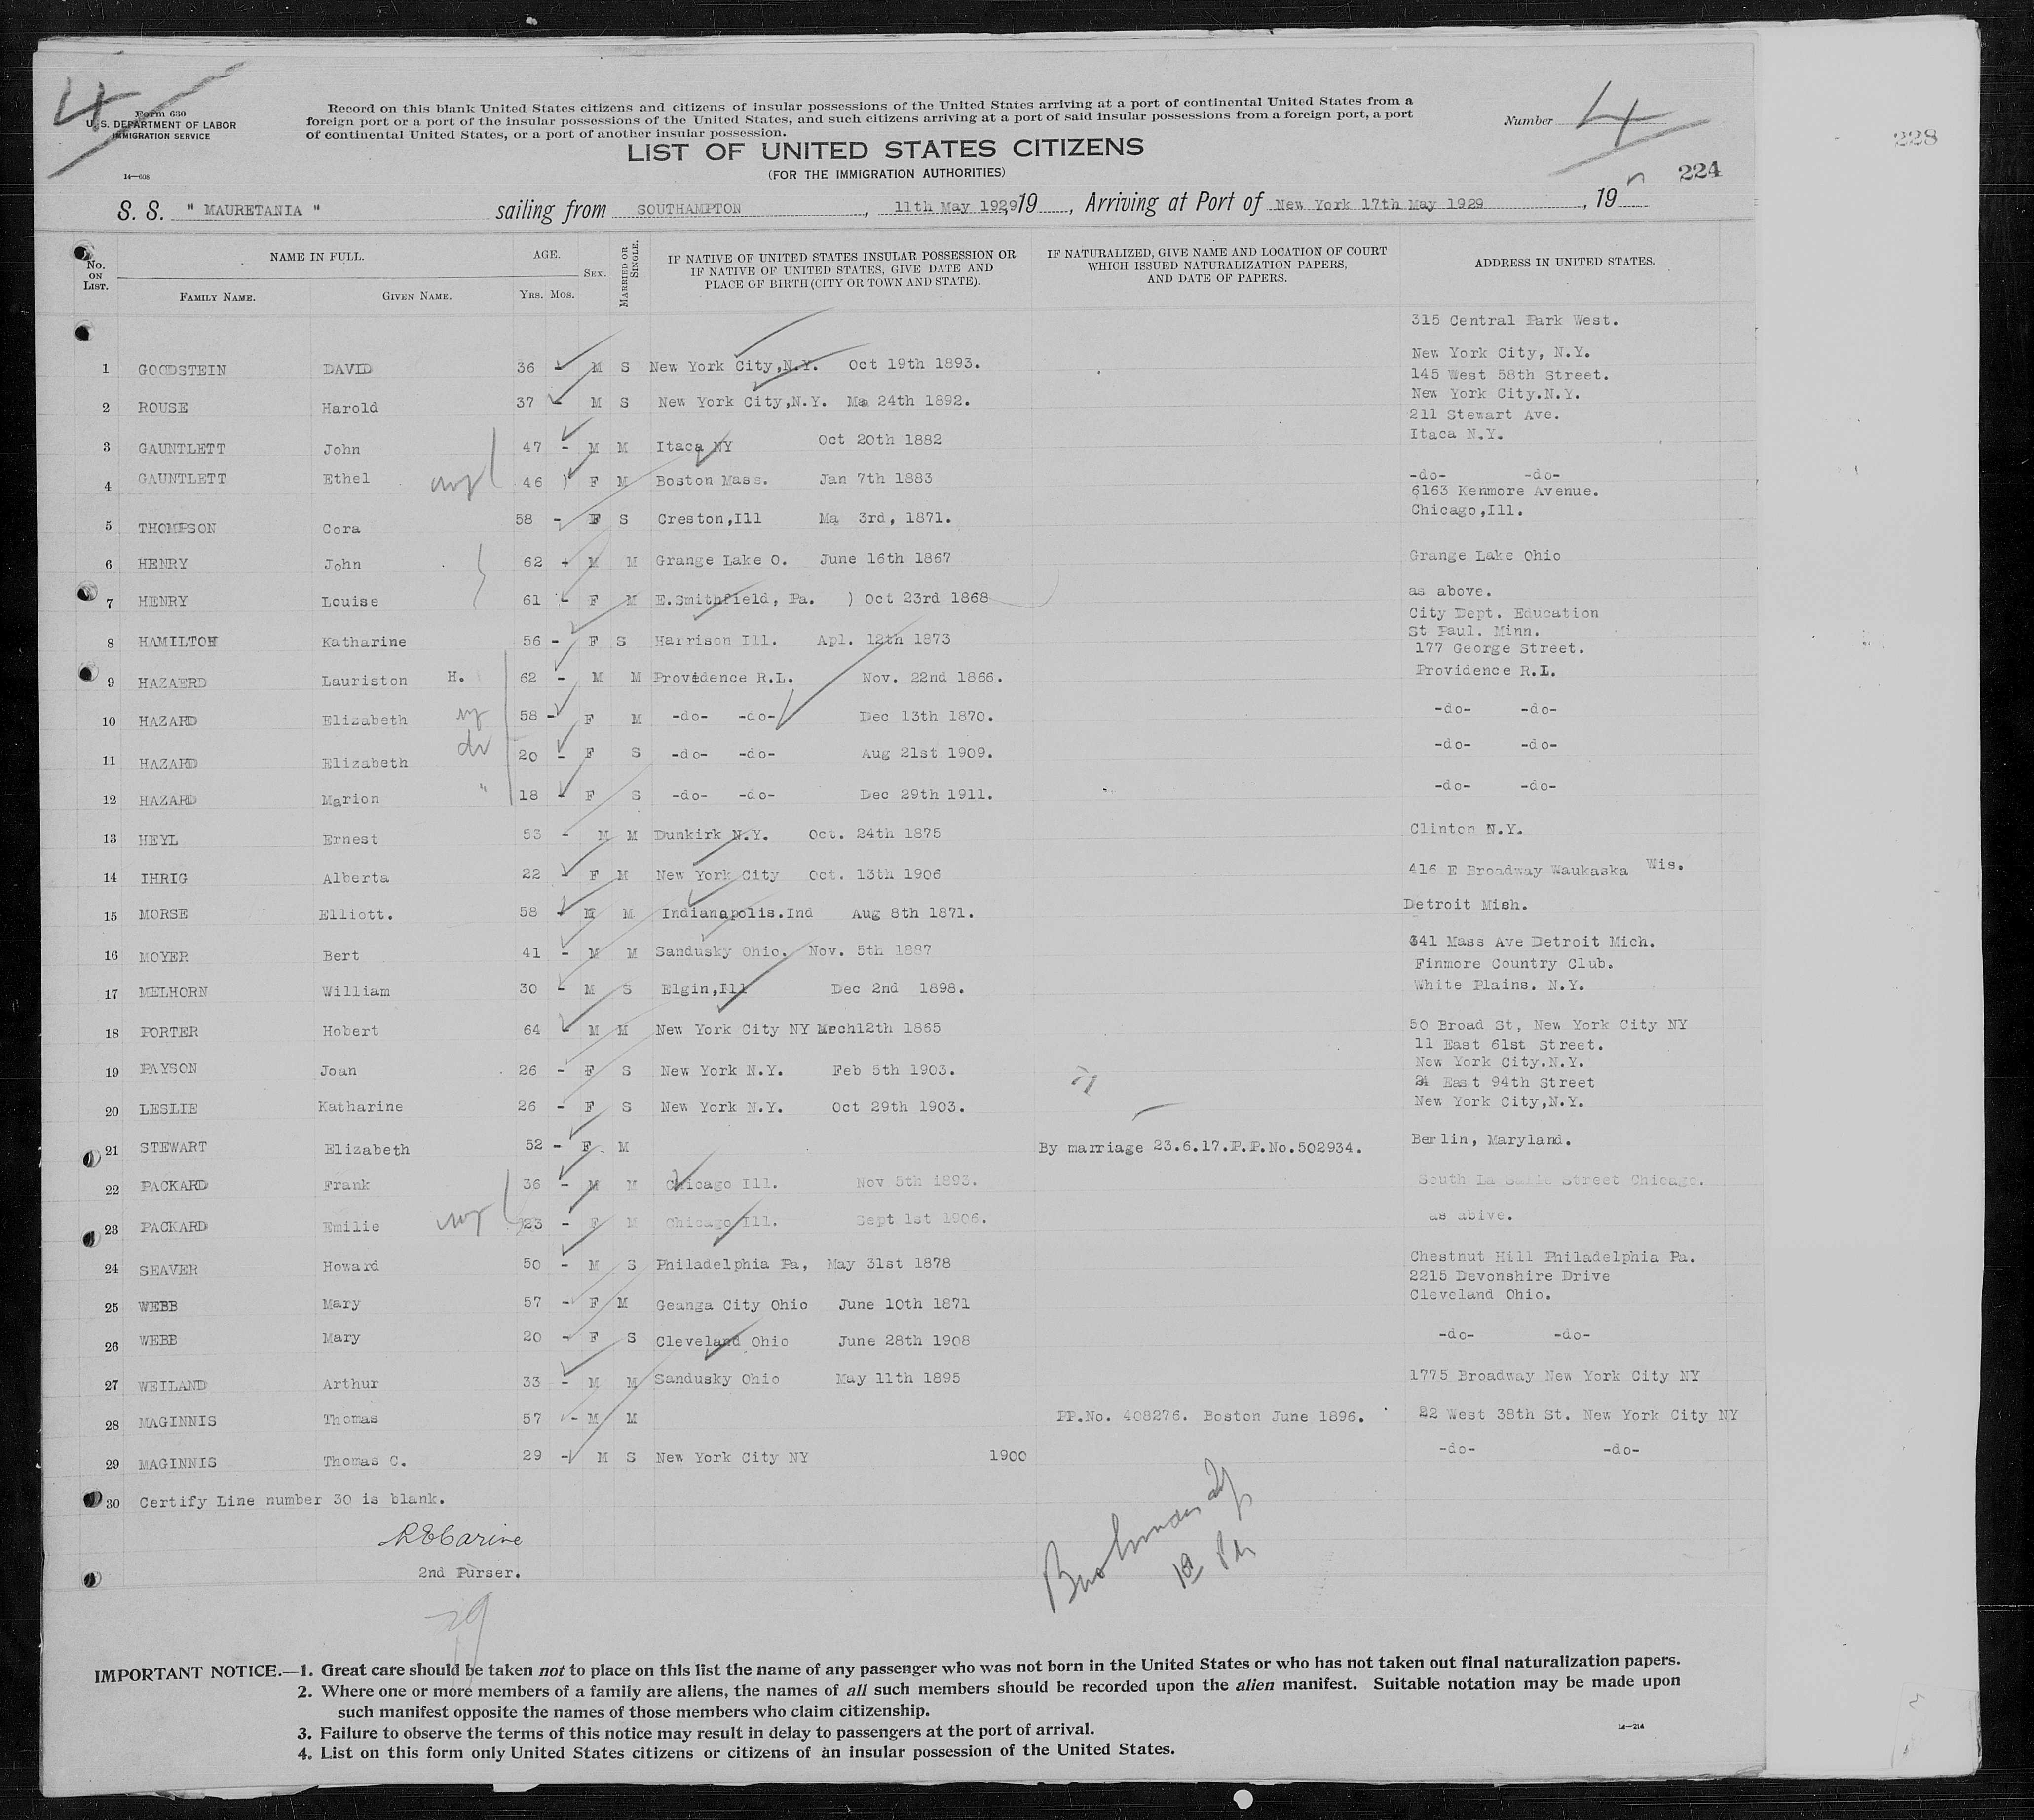 4
Form 630
U. S. DEPARTMENT OF LABOR
IMMIGRATION SERVICE
14—608
Record on this blank United States citizens and citizens of insular possessions of the United States arriving at a port of continental United States from a
foreign port or a port of the insular possessions of the United States, and such citizens arriving at a port of said insular possessions from a foreign port, a port
of continental United States, or a port of another insular possession.
Number 4
228
LIST OF UNITED STATES CITIZENS
(FOR THE IMMIGRATION AUTHORITIES)
224
S. S. " MAURETANIA " sailing from SOUTHAMPTON, 11th May 1929, 19 , Arriving at Port of New York 17th May 1929, 19
No. ON LIST. NAME IN FULL. FAMILY NAME. GIVEN NAME. AGE. YRS. MOS. SEX. MARRIED OR SINGLE. IF NATIVE OF UNITED STATES INSULAR POSSESSION OR IF NATIVE OF UNITED STATES, GIVE DATE AND PLACE OF BIRTH (CITY OR TOWN AND STATE). IF NATURALIZED, GIVE NAME AND LOCATION OF COURT WHICH ISSUED NATURALIZATION PAPERS, AND DATE OF PAPERS. ADDRESS IN UNITED STATES.
315 Central Park West.
1 GOODSTEIN DAVID 36 - M S New York City,N.Y. Oct 19th 1893. New York City, N.Y.
145 West 58th Street.
2 ROUSE Harold 37 - M S New York City,N.Y. Ma 24th 1892. New York City.N.Y.
211 Stewart Ave.
3 GAUNTLETT John 47 - M M Itaca NY Oct 20th 1882 Itaca N.Y.
4 GAUNTLETT Ethel 46 ) F M Boston Mass. Jan 7th 1883 -do- -do-
6163 Kenmore Avenue.
5 THOMPSON Cora 58 - F S Creston,Ill Ma 3rd, 1871. Chicago,Ill.
6 HENRY John 62 - M M Grange Lake O. June 16th 1867 Grange Lake Ohio
7 HENRY Louise 61 - F M E.Smithfield, Pa. ) Oct 23rd 1868 as above.
City Dept. Education
8 HAMILTON Katharine 56 - F S Harrison Ill. Apl. 12th 1873 St Paul. Minn.
177 George Street.
9 HAZAERD Lauriston H. 62 - M M Providence R.L. Nov. 22nd 1866. Providence R.I.
10 HAZARD Elizabeth 58 - F M -do- -do- Dec 13th 1870. -do- -do-
11 HAZARD Elizabeth 20 - F S -do- -do- Aug 21st 1909. -do- -do-
12 HAZARD Marion " 18 - F S -do- -do- Dec 29th 1911. -do- -do-
13 HEYL Ernest 53 - M M Dunkirk N.Y. Oct. 24th 1875 Clinton N.Y.
14 IHRIG Alberta 22 - F M New York City Oct. 13th 1906 416 E Broadway Waukaska Wis.
15 MORSE Elliott. 58 - M M Indianapolis.Ind Aug 8th 1871. Detroit Mish.
16 MOYER Bert 41 - M M Sandusky Ohio. Nov. 5th 1887 641 Mass Ave Detroit Mich.
Finmore Country Club.
17 MELHORN William 30 - M S Elgin,Ill Dec 2nd 1898. White Plains. N.Y.
18 PORTER Hobert 64 - M M New York City NY March12th 1865 50 Broad St, New York City NY
11 East 61st Street.
19 PAYSON Joan 26 - F S New York N.Y. Feb 5th 1903. New York City.N.Y.
21 East 94th Street
20 LESLIE Katharine 26 - F S New York N.Y. Oct 29th 1903. New York City,N.Y.
21 STEWART Elizabeth 52 - F M By marriage 23.6.17.P.P.No.502934. Berlin, Maryland.
22 PACKARD Frank 36 - M M Chicago Ill. Nov 5th 1893. South La Salle Street Chicago.
23 PACKARD Emilie 23 - F M Chicago Ill. Sept 1st 1906. as abive.
24 SEAVER Howard 50 - M S Philadelphia Pa, May 31st 1878 Chestnut Hill Philadelphia Pa.
2215 Devonshire Drive
25 WEBB Mary 57 - F M Geanga City Ohio June 10th 1871 Cleveland Ohio.
26 WEBB Mary 20 - F S Cleveland Ohio June 28th 1908 -do- -do-
27 WEILAND Arthur 33 - M M Sandusky Ohio May 11th 1895 1775 Broadway New York City NY
28 MAGINNIS Thomas 57 - M M PP.No. 408276. Boston June 1896. 22 West 38th St. New York City NY
29 MAGINNIS Thomas C. 29 - M S New York City NY 1900 -do- -do-
30 Certify Line number 30 is blank.
2nd Purser.
29
IMPORTANT NOTICE.—1. Great care should be taken not to place on this list the name of any passenger who was not born in the United States or who has not taken out final naturalization papers.
2. Where one or more members of a family are aliens, the names of all such members should be recorded upon the alien manifest. Suitable notation may be made upon
such manifest opposite the names of those members who claim citizenship.
3. Failure to observe the terms of this notice may result in delay to passengers at the port of arrival.
4. List on this form only United States citizens or citizens of an insular possession of the United States.
14—214